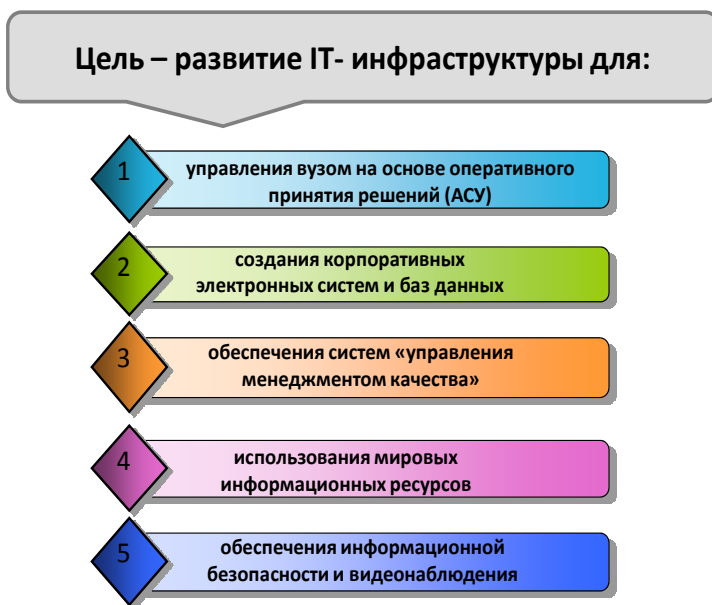 Цель – развитие IT- инфраструктуры для:
1
управления вузом на основе оперативного
принятия решений (АСУ)
2
создания корпоративных
электронных систем и баз данных
3
обеспечения систем «управления
менеджментом качества»
4
использования мировых
информационных ресурсов
5
обеспечения информационной
безопасности и видеонаблюдения